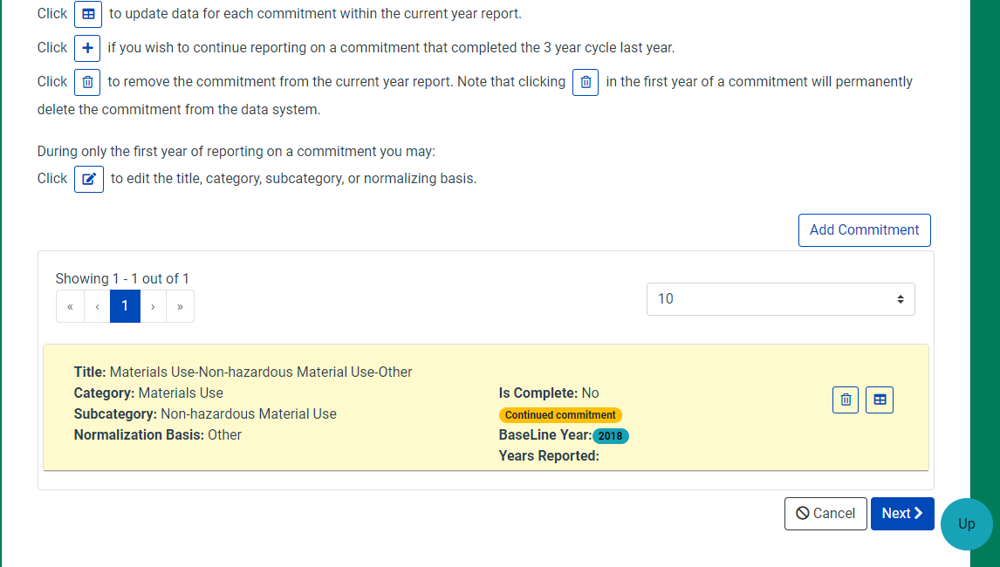 Click to update data for each commitment within the current year report.
Click + if you wish to continue reporting on a commitment that completed the 3 year cycle last year.
Click to remove the commitment from the current year report. Note that clicking in the first year of a commitment will permanently
delete the commitment from the data system.
During only the first year of reporting on a commitment you may:
Click to edit the title, category, subcategory, or normalizing basis.
Add Commitment
Showing 1 - 1 out of 1
« ‹ 1 › »
10
Title: Materials Use-Non-hazardous Material Use-Other
Category: Materials Use
Subcategory: Non-hazardous Material Use
Normalization Basis: Other
Is Complete: No
Continued commitment
BaseLine Year: 2018
Years Reported:
Cancel
Next
Up